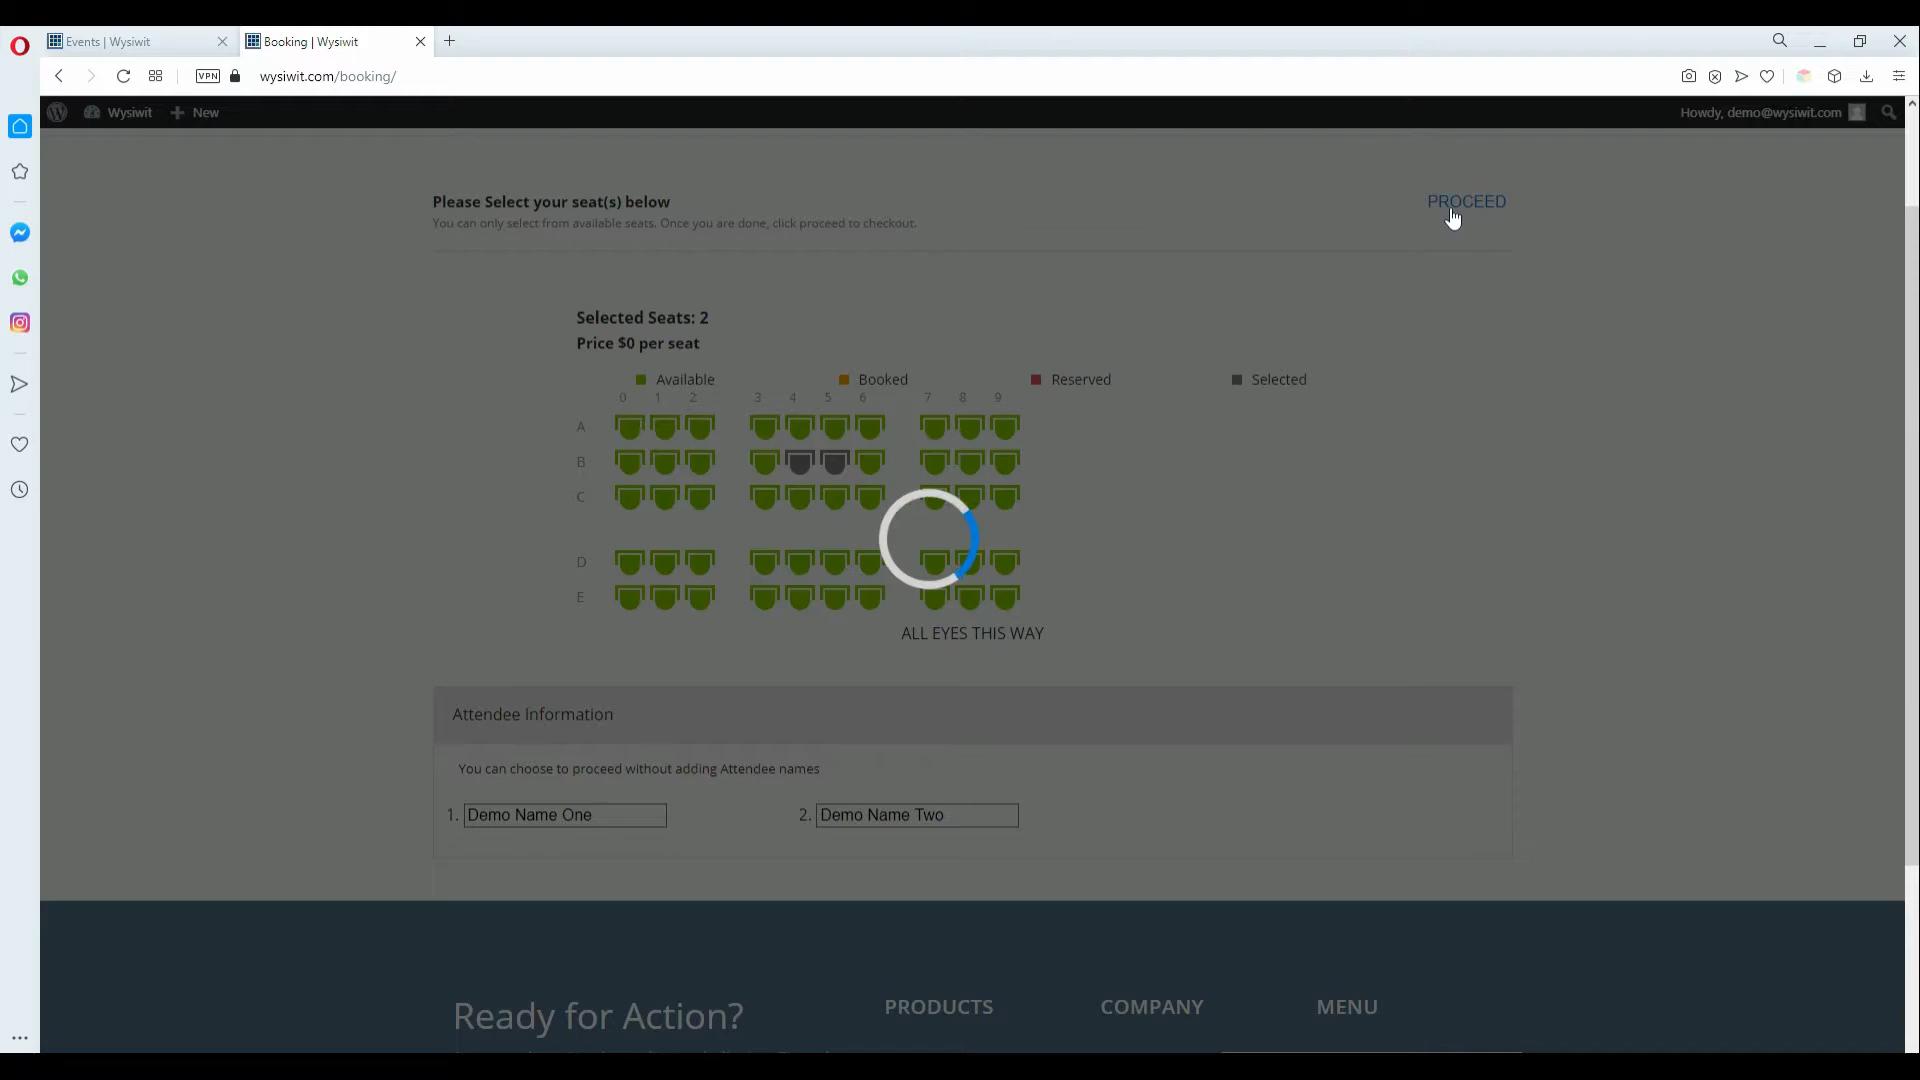 Events | Wysiwit
Booking | Wysiwit
VPN
wysiwit.com/booking/
Wysiwit
New
Howdy, demo@wysiwit.com
Please Select your seat(s) below
PROCEED
You can only select from available seats. Once you are done, click proceed to checkout.
Selected Seats: 2
Price $0 per seat
Available Booked Reserved Selected
0 1 2 3 4 5 6 7 8 9
A
B
C
D
E
ALL EYES THIS WAY
Attendee Information
You can choose to proceed without adding Attendee names
1. Demo Name One
2. Demo Name Two
Ready for Action?
PRODUCTS
COMPANY
MENU